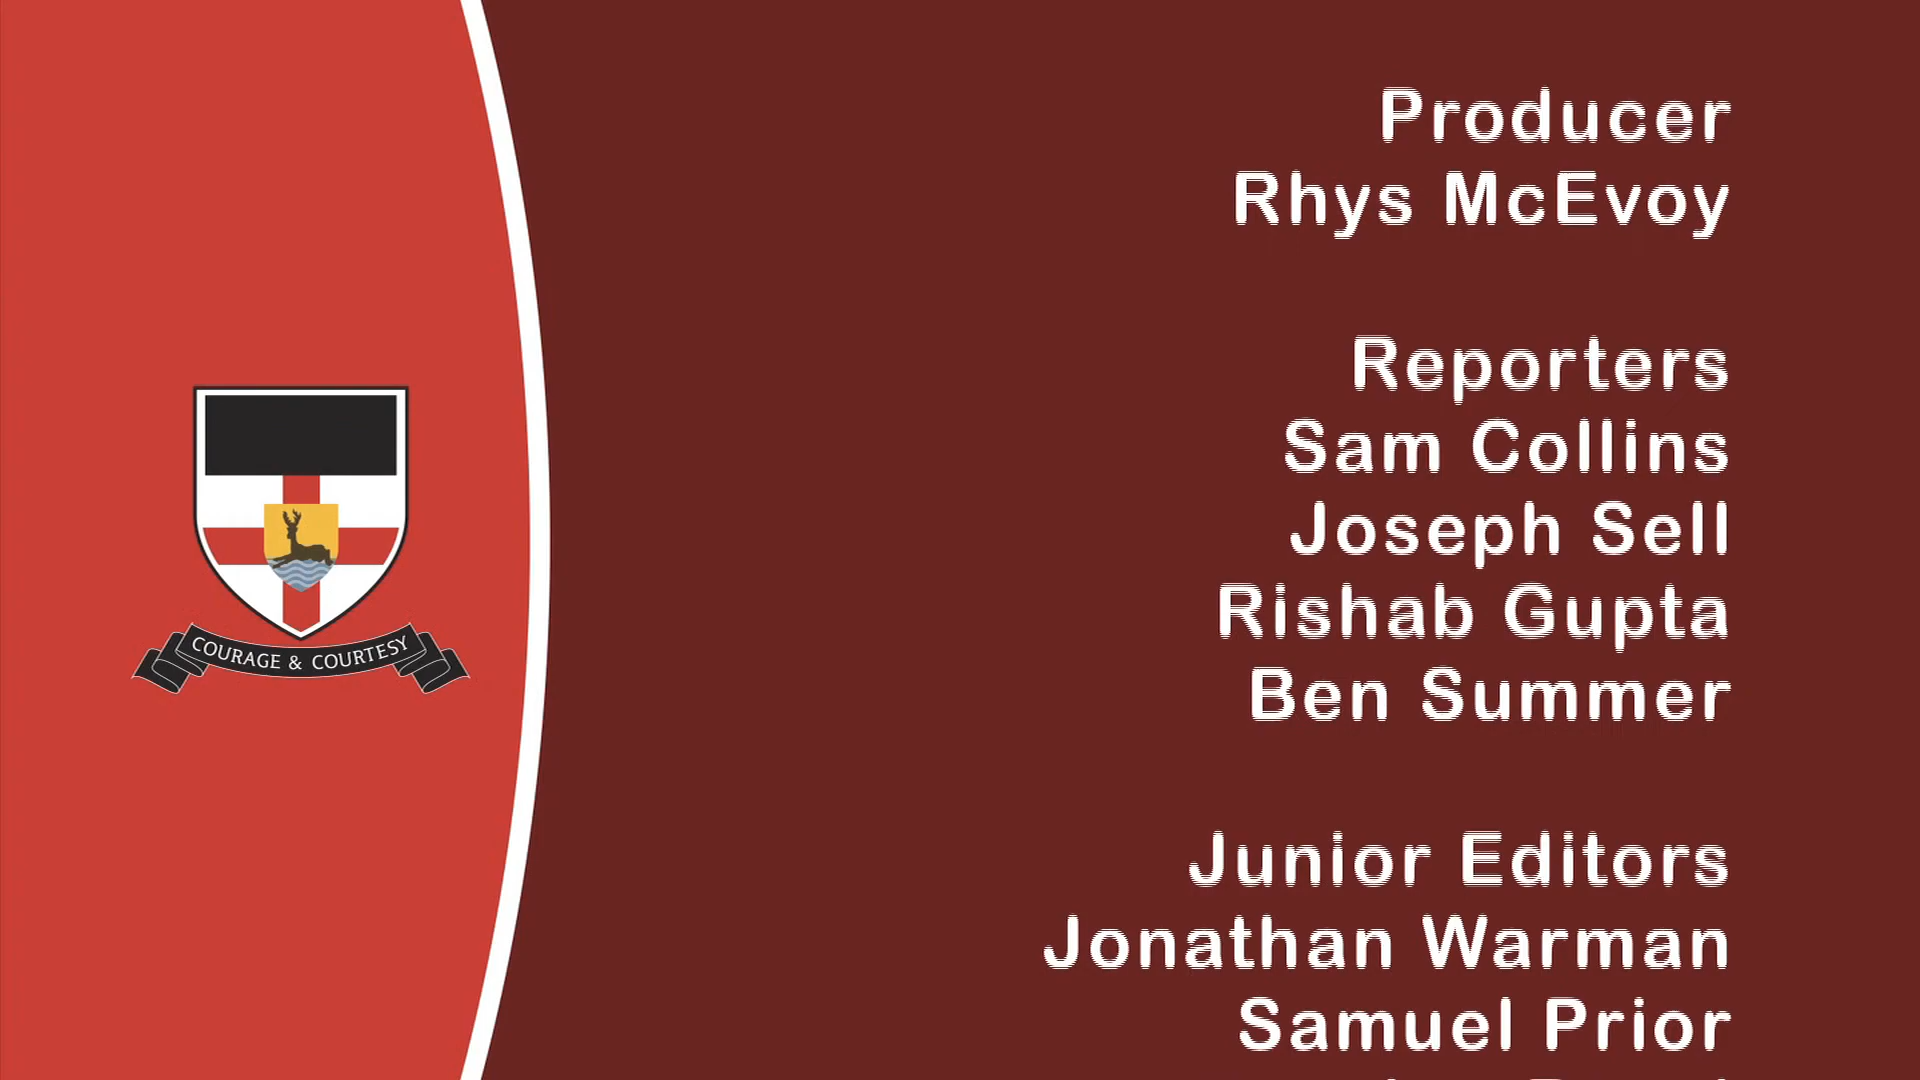 COURAGE & COURTESY
Producer
Rhys McEvoy
Reporters
Sam Collins
Joseph Sell
Rishab Gupta
Ben Summer
Junior Editors
Jonathan Warman
Samuel Prior